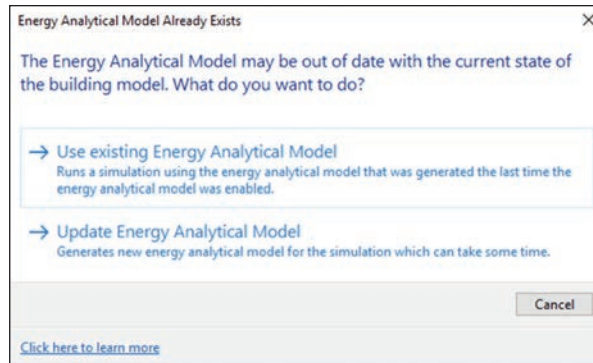 Energy Analytical Model Already Exists
The Energy Analytical Model may be out of date with the current state of
the building model. What do you want to do?
→ Use existing Energy Analytical Model
Runs a simulation using the energy analytical model that was generated the last time the
energy analytical model was enabled.
→ Update Energy Analytical Model
Generates new energy analytical model for the simulation which can take some time.
Cancel
Click here to learn more